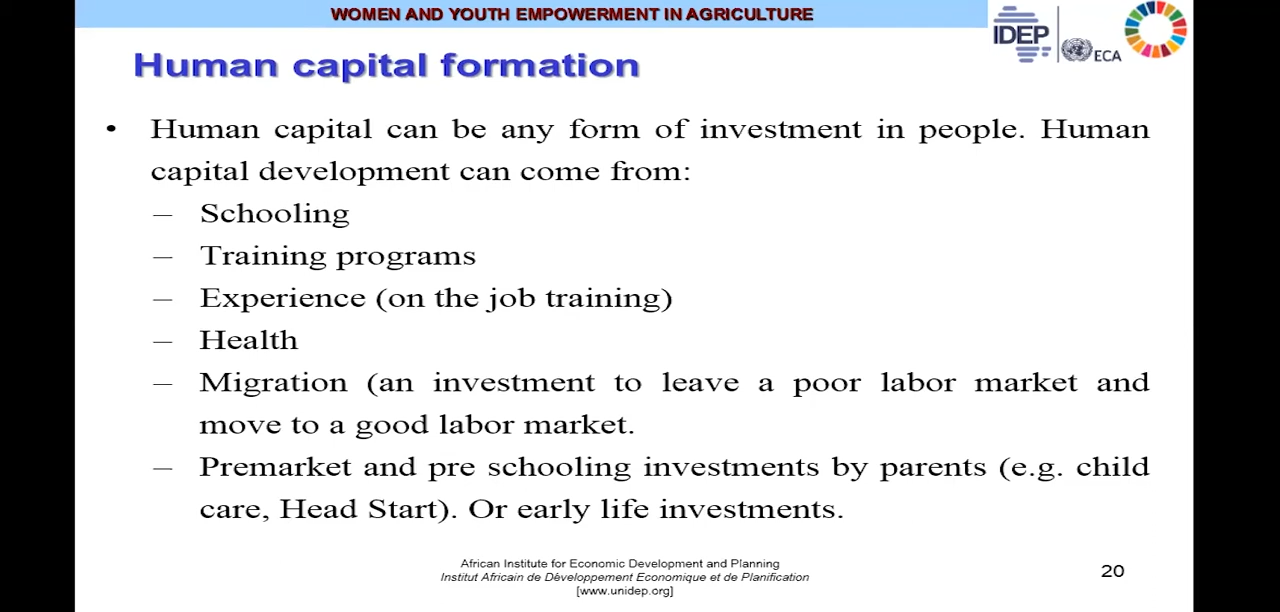 WOMEN AND YOUTH EMPOWERMENT IN AGRICULTURE
IDEP
ECA
Human capital formation
• Human capital can be any form of investment in people. Human
capital development can come from:
– Schooling
– Training programs
– Experience (on the job training)
– Health
– Migration (an investment to leave a poor labor market and
move to a good labor market.
– Premarket and pre schooling investments by parents (e.g. child
care, Head Start). Or early life investments.
African Institute for Economic Development and Planning
Institut Africain de Développement Economique et de Planification
[www.unidep.org]
20